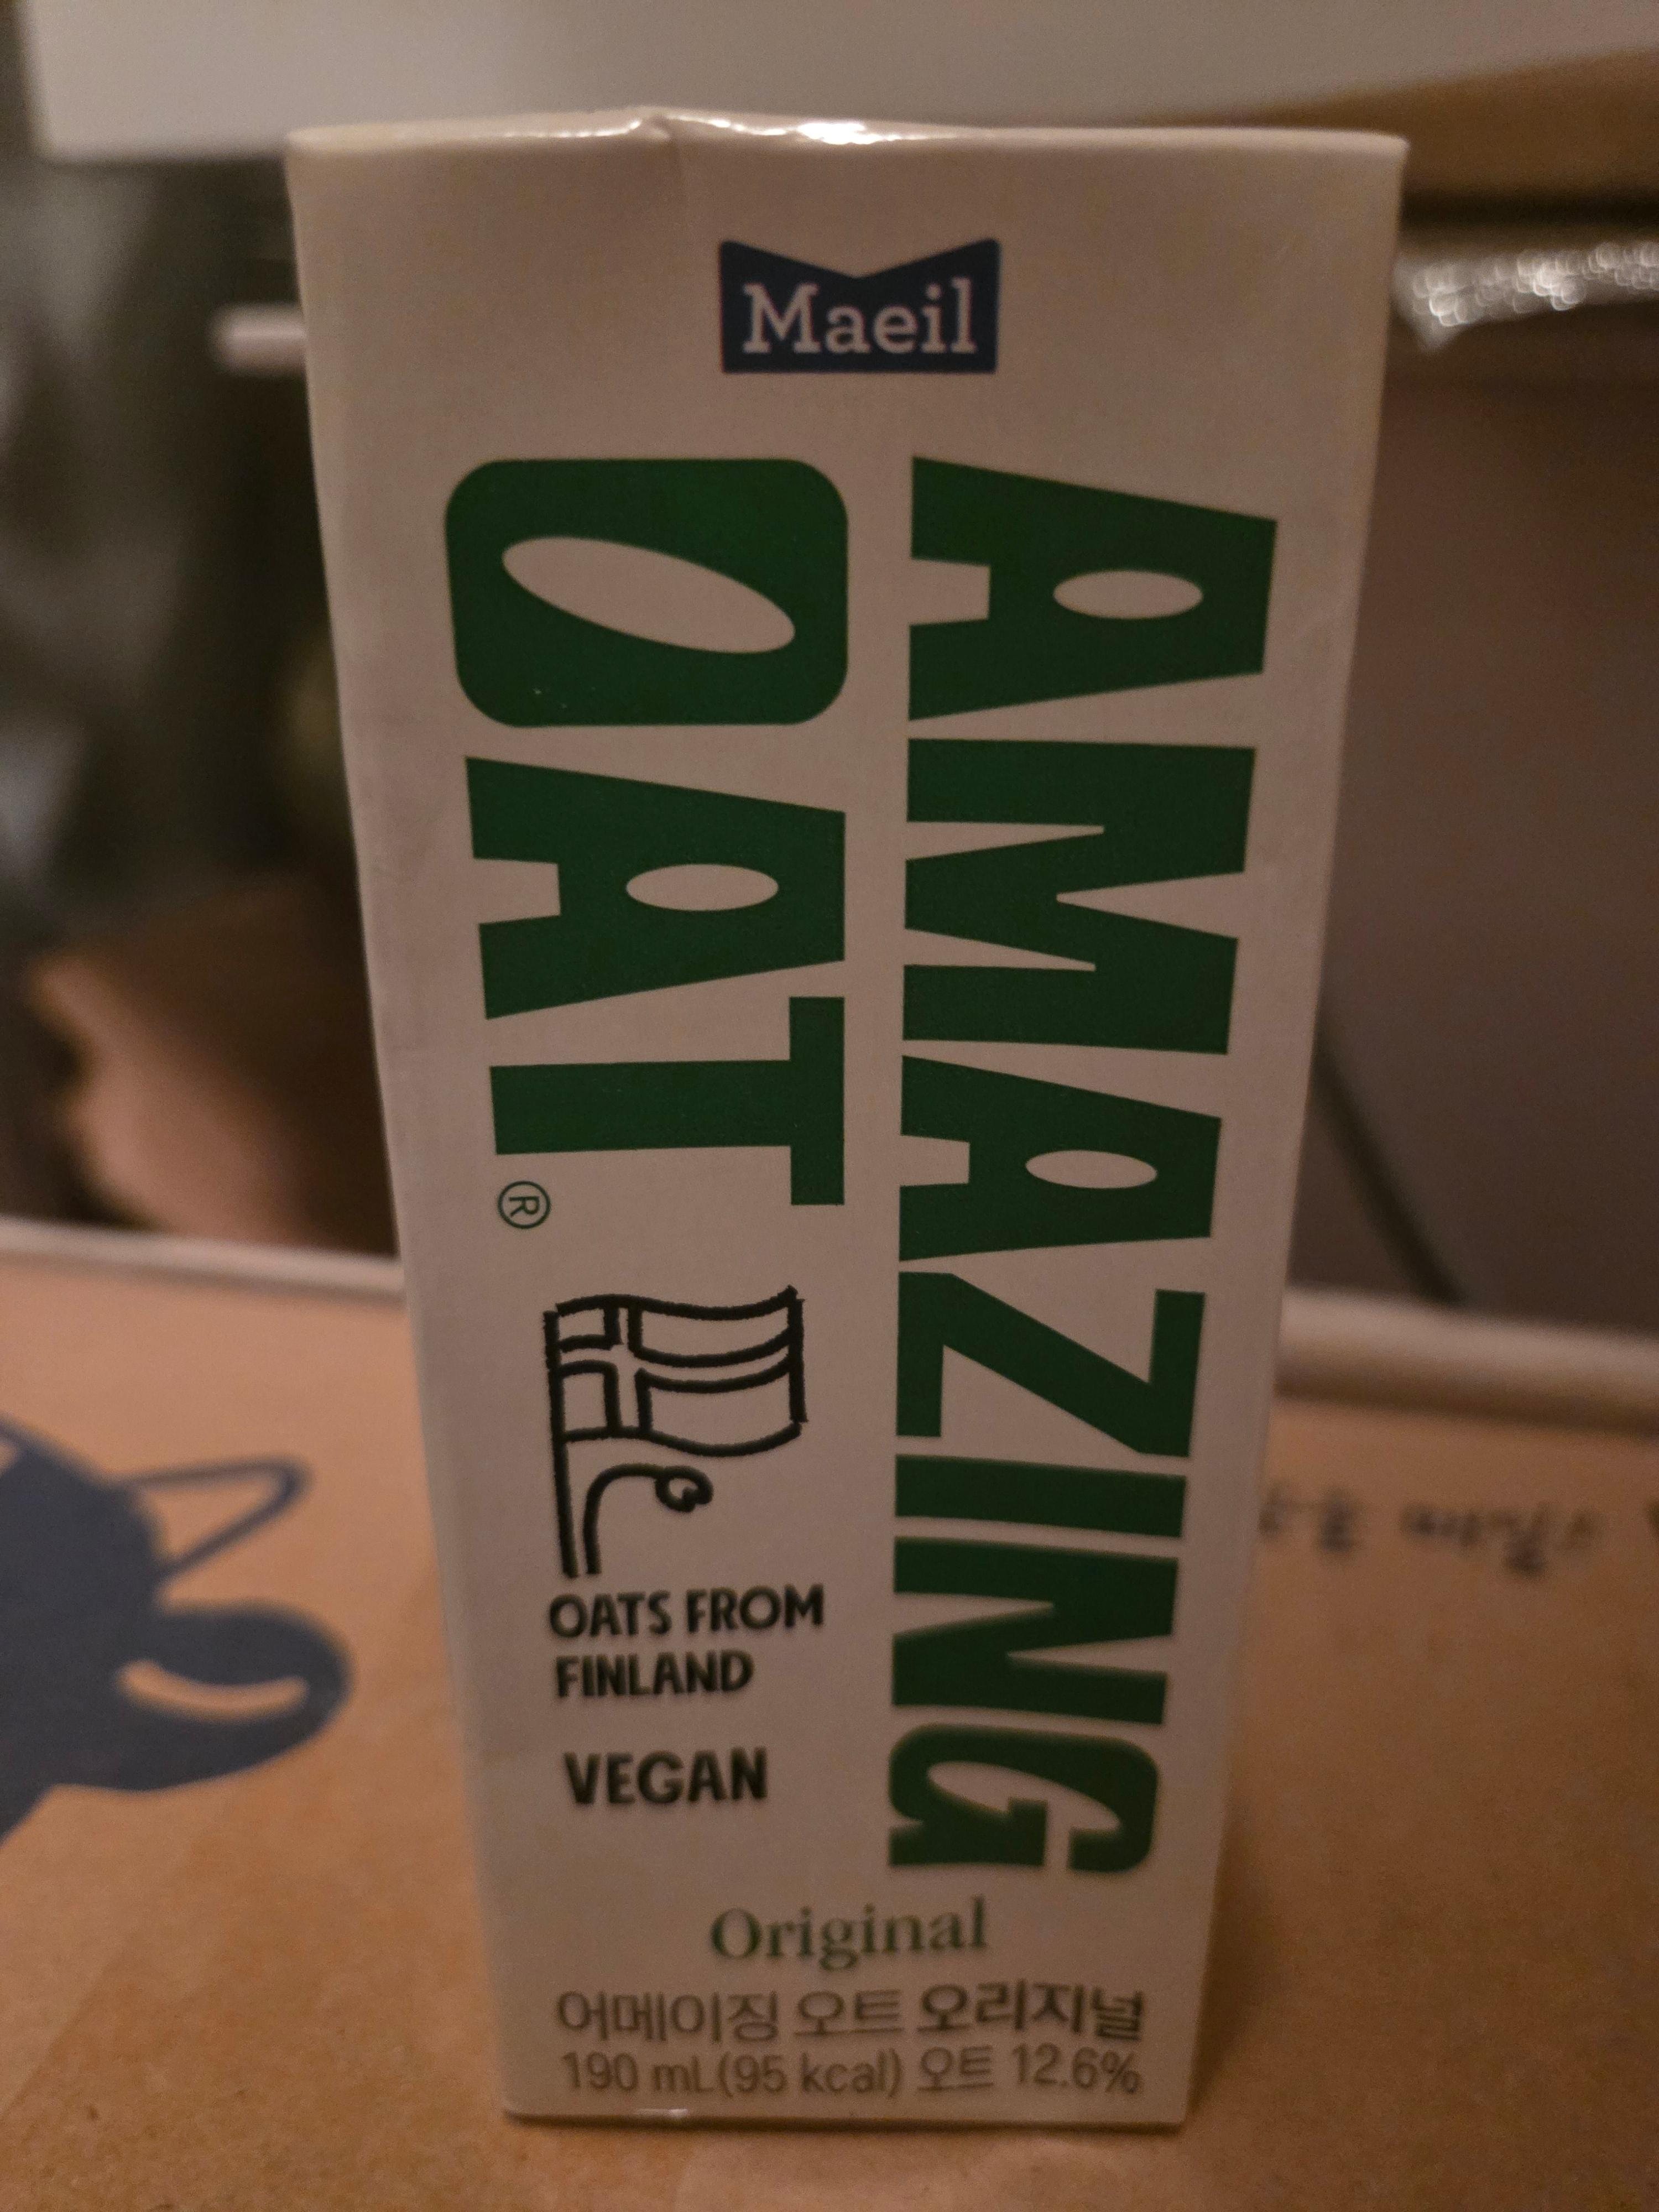 Maeil
AMAZING
OAT®
OATS FROM
FINLAND
VEGAN
Original
어메이징 오트 오리지널
190 mL(95 kcal) 오트 12.6%